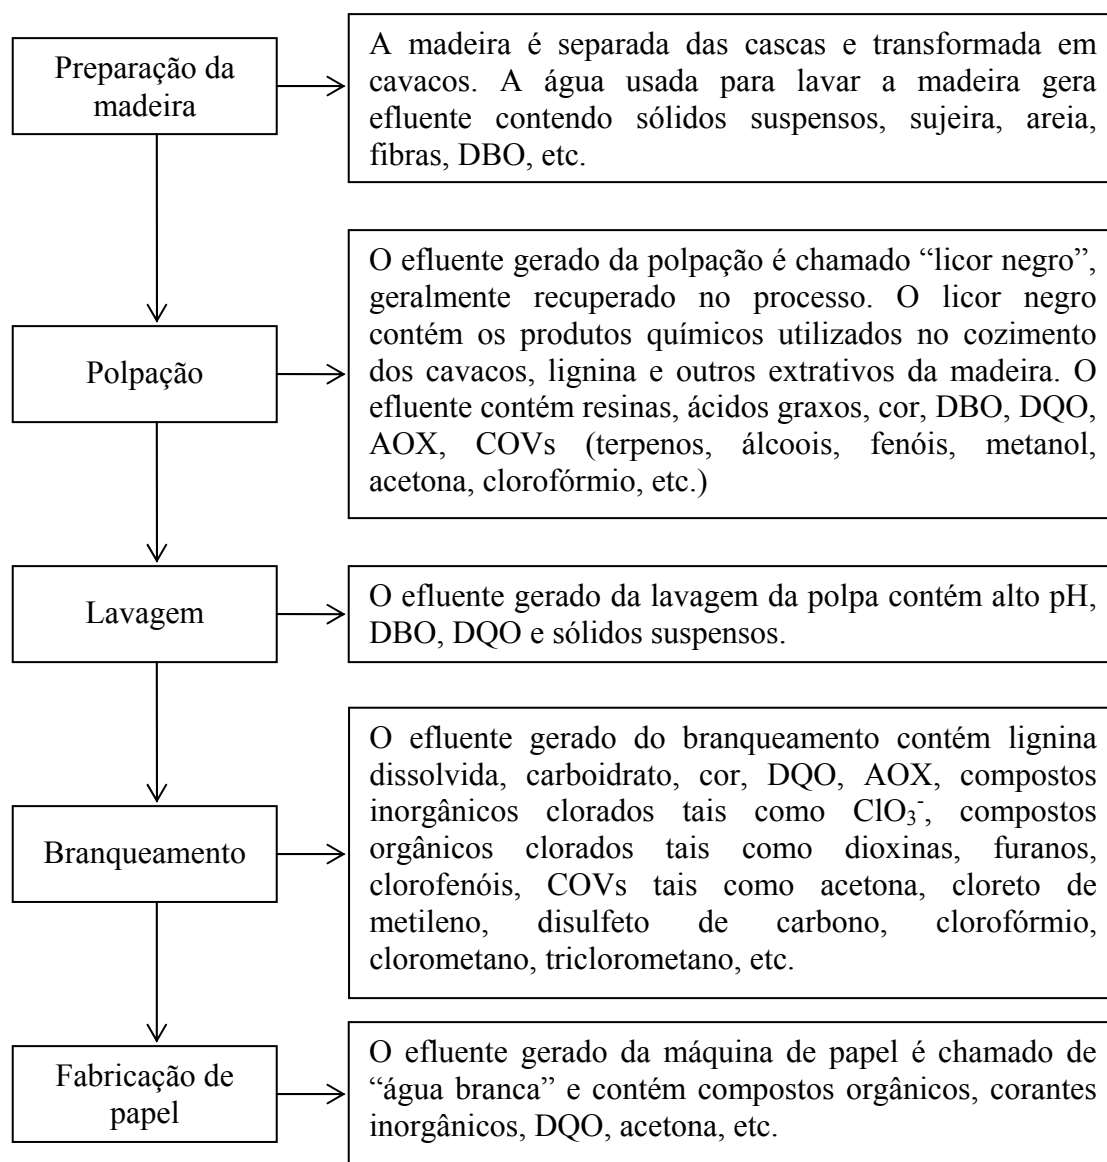 Preparação da
madeira
A madeira é separada das cascas e transformada em
cavacos. A água usada para lavar a madeira gera
efluente contendo sólidos suspensos, sujeira, areia,
fibras, DBO, etc.
Polpação
O efluente gerado da polpação é chamado “licor negro”,
geralmente recuperado no processo. O licor negro
contém os produtos químicos utilizados no cozimento
dos cavacos, lignina e outros extrativos da madeira. O
efluente contém resinas, ácidos graxos, cor, DBO, DQO,
AOX, COVs (terpenos, álcoois, fenóis, metanol,
acetona, clorofórmio, etc.)
Lavagem
O efluente gerado da lavagem da polpa contém alto pH,
DBO, DQO e sólidos suspensos.
Branqueamento
O efluente gerado do branqueamento contém lignina
dissolvida, carboidrato, cor, DQO, AOX, compostos
inorgânicos clorados tais como ClO₃⁻, compostos
orgânicos clorados tais como dioxinas, furanos,
clorofenóis, COVs tais como acetona, cloreto de
metileno, disulfeto de carbono, clorofórmio,
clorometano, triclorometano, etc.
Fabricação de
papel
O efluente gerado da máquina de papel é chamado de
“água branca” e contém compostos orgânicos, corantes
inorgânicos, DQO, acetona, etc.